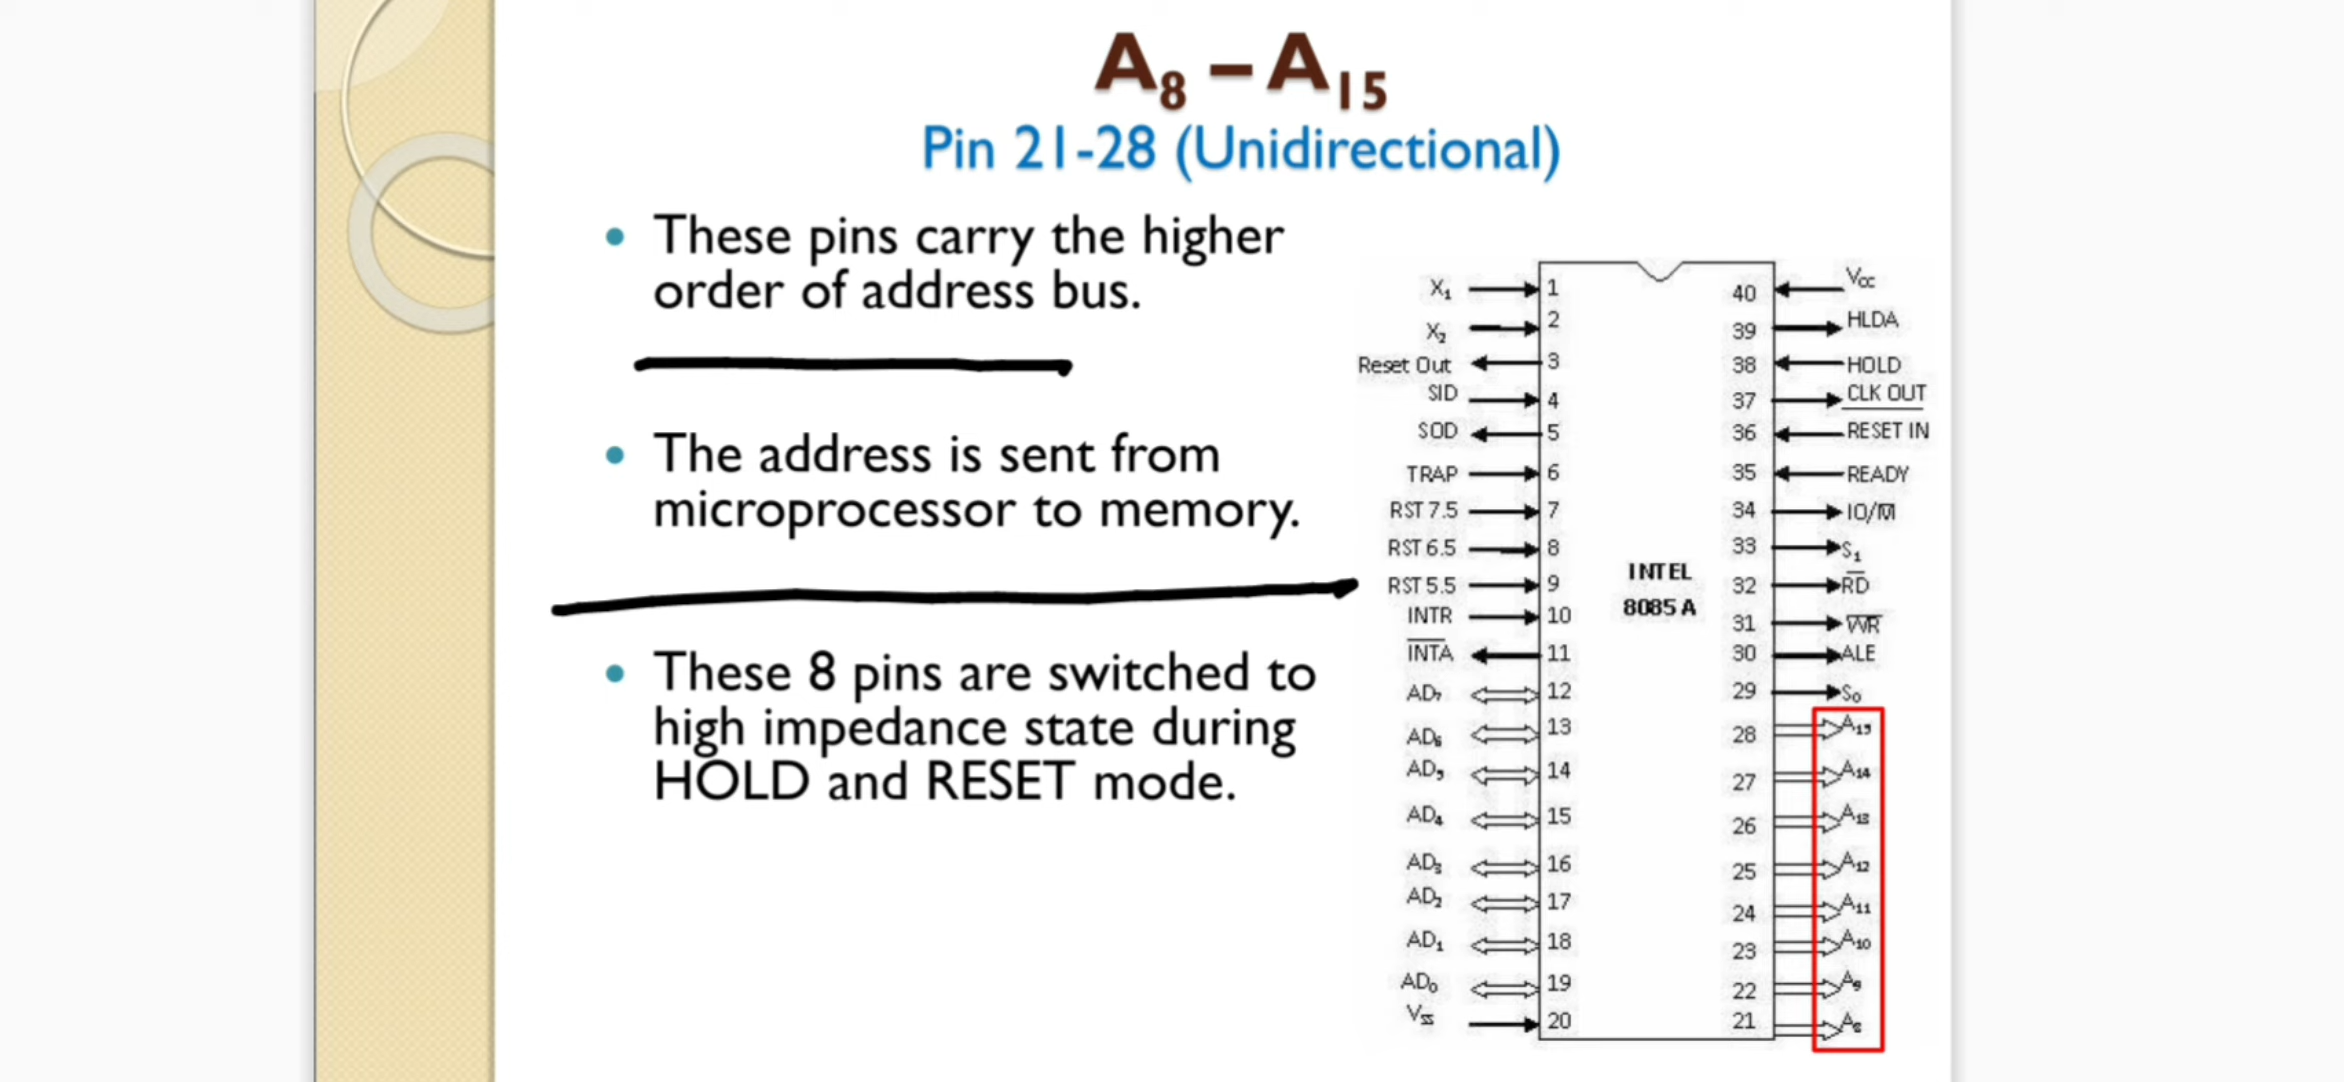 A8 – A15
Pin 21-28 (Unidirectional)
• These pins carry the higher
order of address bus.
• The address is sent from
microprocessor to memory.
• These 8 pins are switched to
high impedance state during
HOLD and RESET mode.
X1 1 40 Vcc
X2 2 39 HLDA
Reset Out 3 38 HOLD
SID 4 37 CLK OUT
SOD 5 36 RESET IN
TRAP 6 35 READY
RST 7.5 7 34 IO/M
RST 6.5 8 33 S1
INTEL
RST 5.5 9 32 RD
8085 A
INTR 10 31 WR
INTA 11 30 ALE
AD7 12 29 S0
AD6 13 28 A15
AD5 14 27 A14
AD4 15 26 A13
AD3 16 25 A12
AD2 17 24 A11
AD1 18 23 A10
AD0 19 22 A9
Vss 20 21 A8